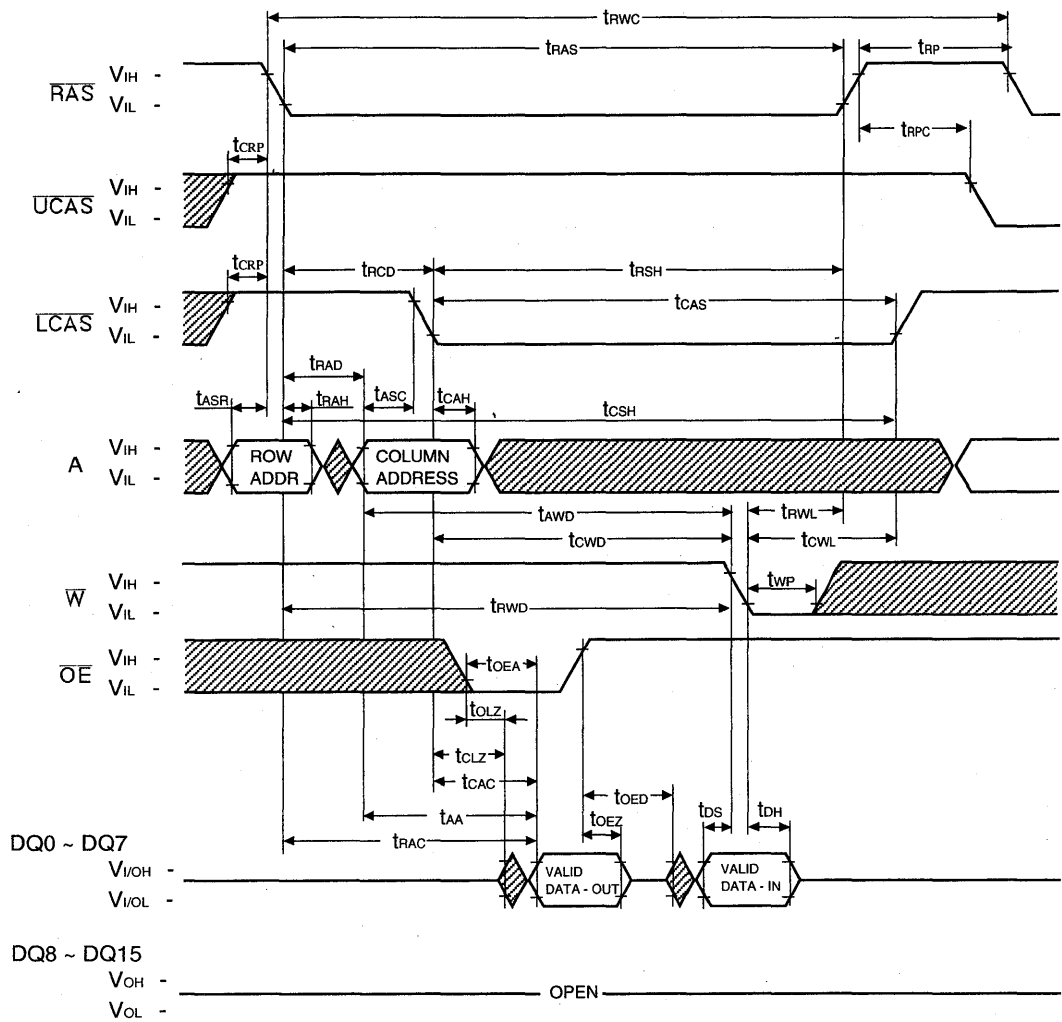 tRWC
tRAS
tRP
RAS
VIH -
VIL -
tRPC
tCRP
UCAS
VIH -
VIL -
tCRP
tRCD
tRSH
LCAS
VIH -
VIL -
tCAS
tRAD
tASR
tRAH
tASC
tCAH
tCSH
A
VIH -
VIL -
ROW
ADDR
COLUMN
ADDRESS
tAWD
tRWL
tCWD
tCWL
W
VIH -
VIL -
tWP
tRWD
OE
VIH -
VIL -
tOEA
tOLZ
tCLZ
tCAC
tOED
tAA
tOEZ
tDS
tDH
tRAC
DQ0 ~ DQ7
VI/OH -
VI/OL -
VALID
DATA - OUT
VALID
DATA - IN
DQ8 ~ DQ15
VOH -
VOL -
OPEN